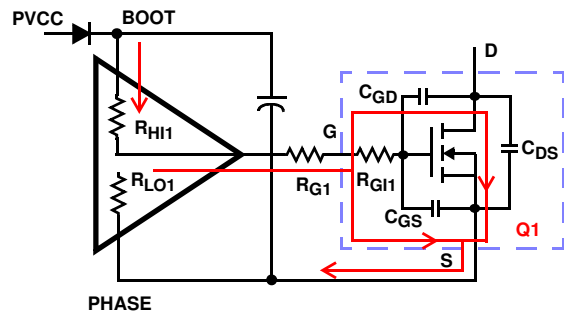 PVCC
BOOT
D
CGD
RHI1
G
CDS
RLO1
RG1
RGI1
CGS
Q1
S
PHASE